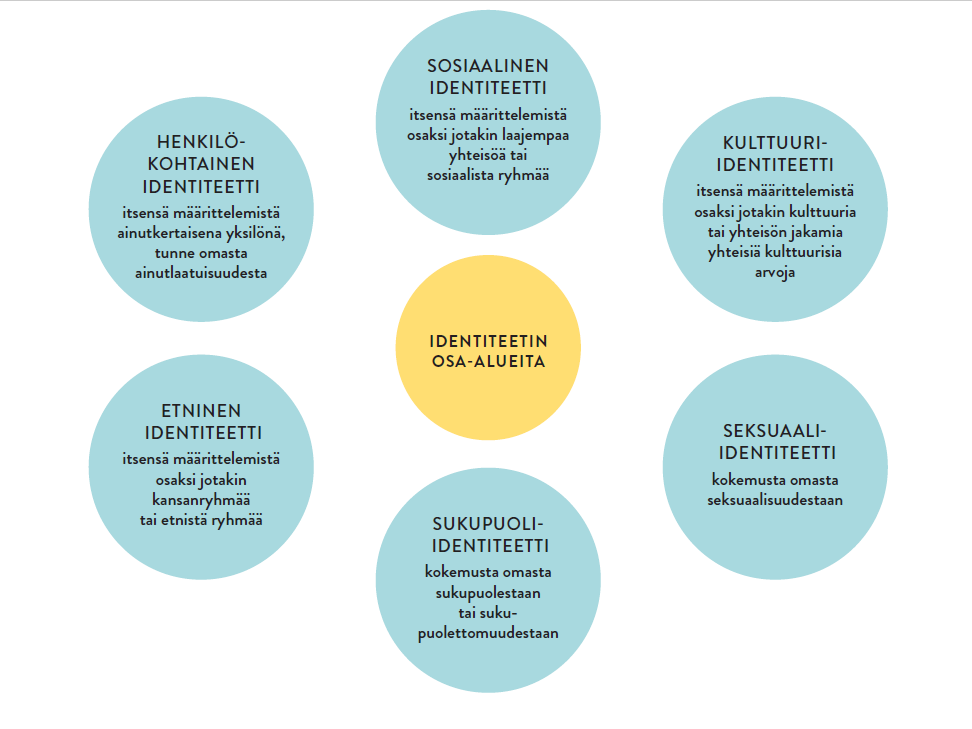 SOSIAALINEN
IDENTITEETTI
itsensä määrittelemistä
osaksi jotakin laajempaa
yhteisöä tai
sosiaalista ryhmää
HENKILÖ-
KOHTAINEN
IDENTITEETTI
itsensä määrittelemistä
ainutkertaisena yksilönä,
tunne omasta
ainutlaatuisuudesta
KULTTUURI-
IDENTITEETTI
itsensä määrittelemistä
osaksi jotakin kulttuuria
tai yhteisön jakamia
yhteisiä kulttuurisia
arvoja
IDENTITEETIN
OSA-ALUEITA
ETNINEN
IDENTITEETTI
itsensä määrittelemistä
osaksi jotakin
kansanryhmää
tai etnistä ryhmää
SEKSUAALI-
IDENTITEETTI
kokemusta omasta
seksuaalisuudestaan
SUKUPUOLI-
IDENTITEETTI
kokemusta omasta
sukupuolestaan
tai suku-
puolettomuudestaan